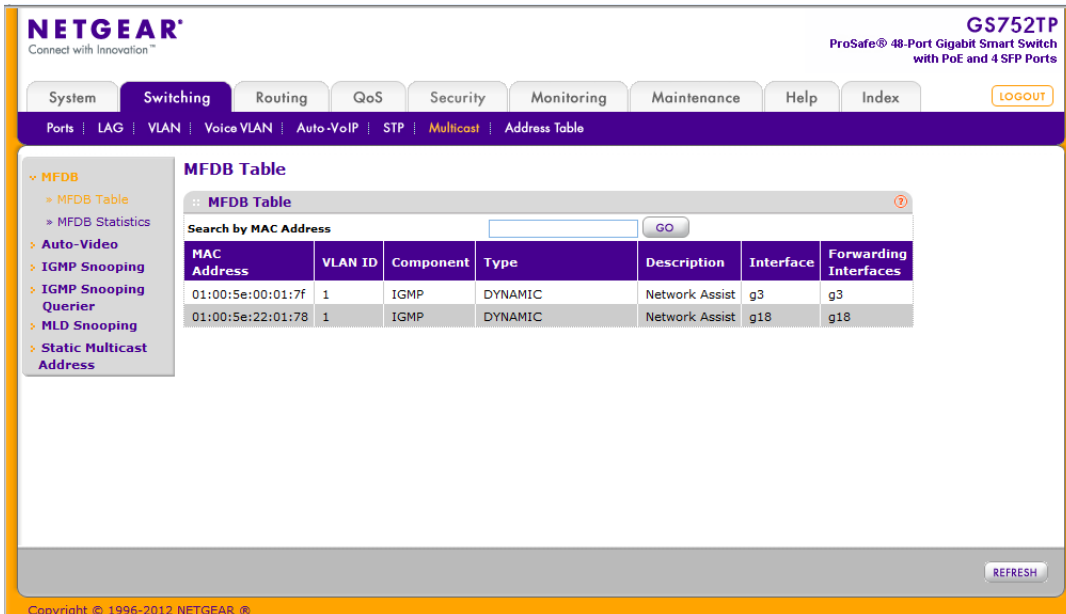 NETGEAR®
Connect with Innovation™
GS752TP
ProSafe® 48-Port Gigabit Smart Switch
with PoE and 4 SFP Ports
System Switching Routing QoS Security Monitoring Maintenance Help Index LOGOUT
Ports | LAG | VLAN | Voice VLAN | Auto-VoIP | STP | Multicast | Address Table
MFDB
» MFDB Table
» MFDB Statistics
Auto-Video
IGMP Snooping
IGMP Snooping
Querier
MLD Snooping
Static Multicast
Address
MFDB Table
MFDB Table ?
Search by MAC Address GO
MAC Address VLAN ID Component Type Description Interface Forwarding Interfaces
01:00:5e:00:01:7f 1 IGMP DYNAMIC Network Assist g3 g3
01:00:5e:22:01:78 1 IGMP DYNAMIC Network Assist g18 g18
REFRESH
Copyright © 1996-2012 NETGEAR ®